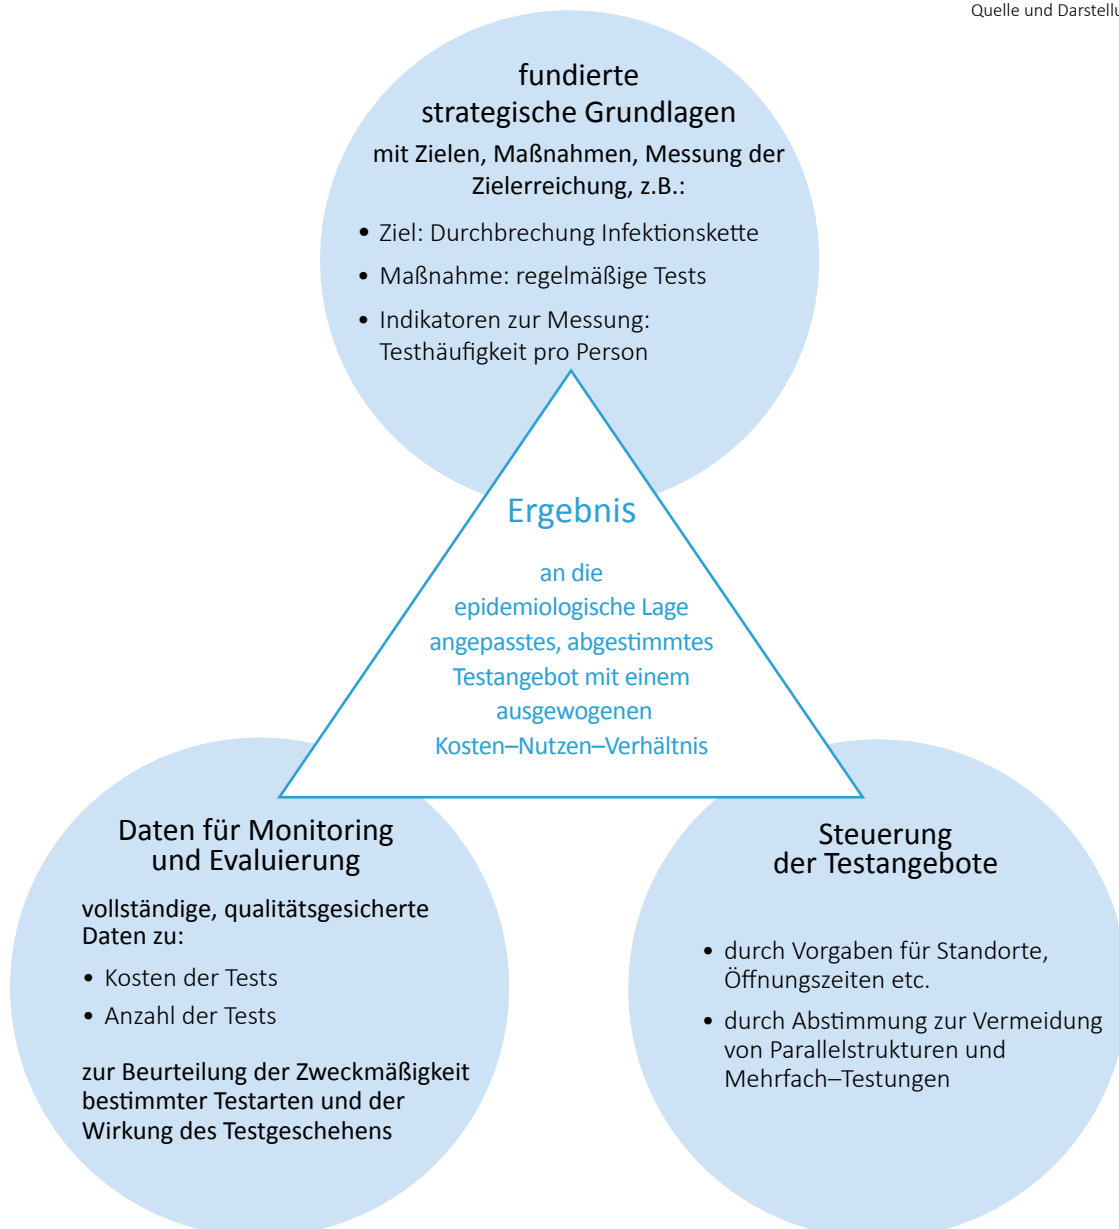 Quelle und Darstellu
fundierte
strategische Grundlagen
mit Zielen, Maßnahmen, Messung der
Zielerreichung, z.B.:
• Ziel: Durchbrechung Infektionskette
• Maßnahme: regelmäßige Tests
• Indikatoren zur Messung:
Testhäufigkeit pro Person
Ergebnis
an die
epidemiologische Lage
angepasstes, abgestimmtes
Testangebot mit einem
ausgewogenen
Kosten–Nutzen–Verhältnis
Daten für Monitoring
und Evaluierung
vollständige, qualitätsgesicherte
Daten zu:
• Kosten der Tests
• Anzahl der Tests
zur Beurteilung der Zweckmäßigkeit
bestimmter Testarten und der
Wirkung des Testgeschehens
Steuerung
der Testangebote
• durch Vorgaben für Standorte,
Öffnungszeiten etc.
• durch Abstimmung zur Vermeidung
von Parallelstrukturen und
Mehrfach–Testungen